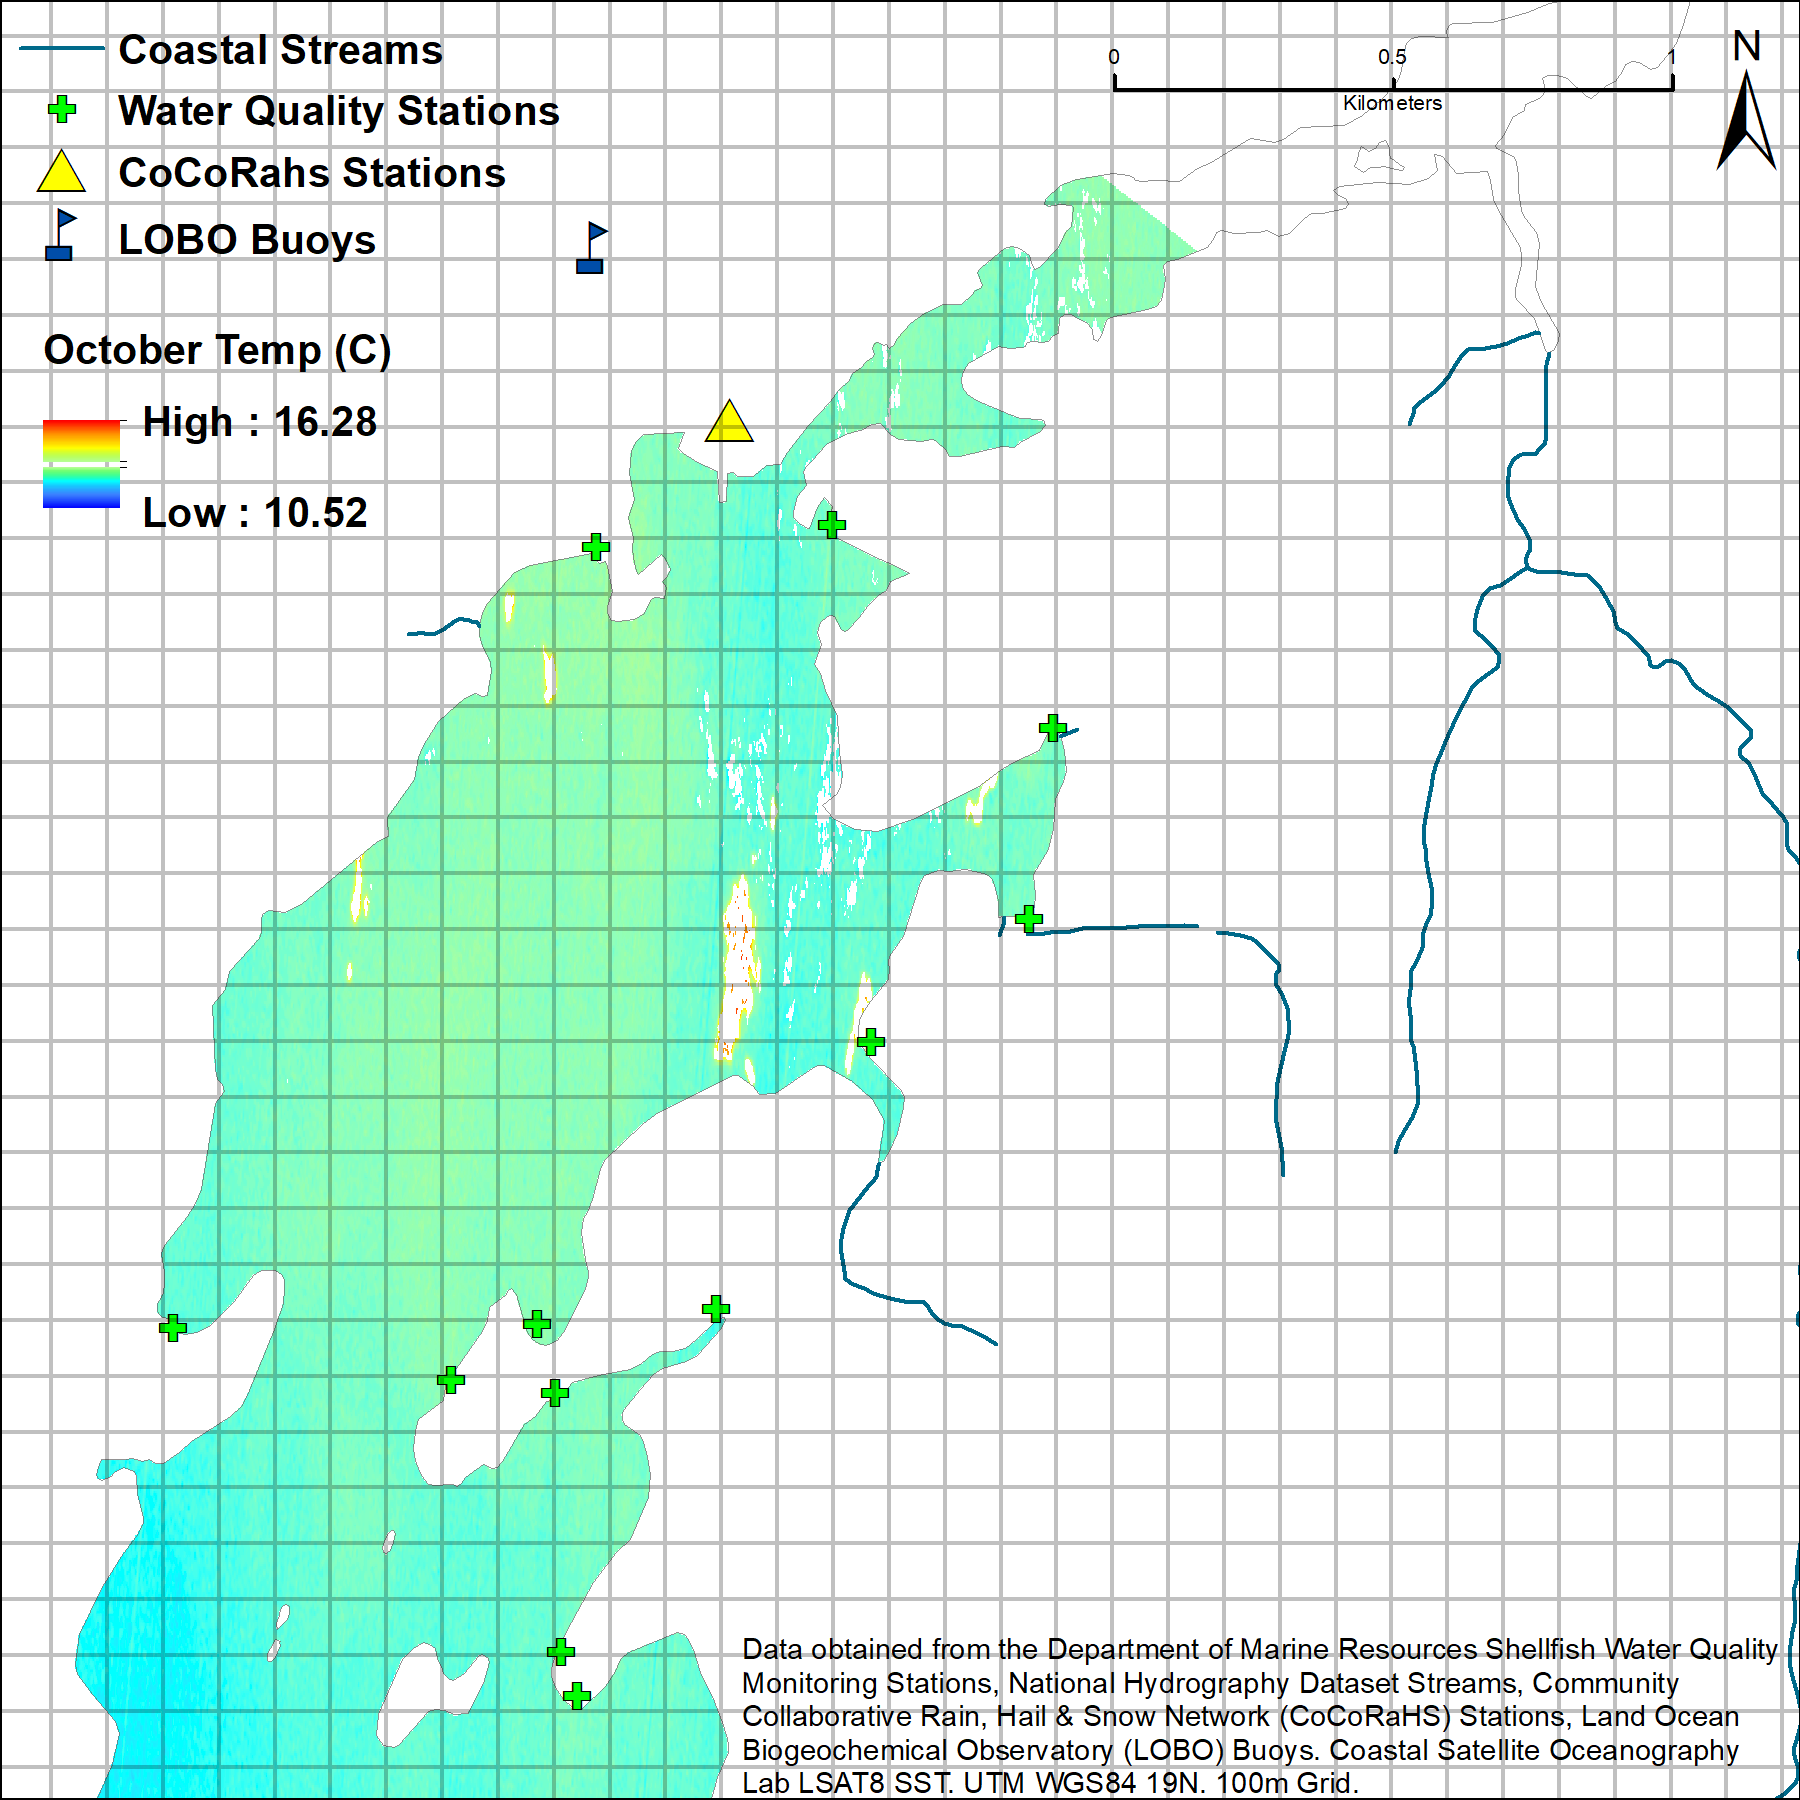 Coastal Streams
Water Quality Stations
CoCoRahs Stations
LOBO Buoys
October Temp (C)
High : 16.28
Low : 10.52
0 0.5 1
Kilometers
N
Data obtained from the Department of Marine Resources Shellfish Water Quality
Monitoring Stations, National Hydrography Dataset Streams, Community
Collaborative Rain, Hail & Snow Network (CoCoRaHS) Stations, Land Ocean
Biogeochemical Observatory (LOBO) Buoys. Coastal Satellite Oceanography
Lab LSAT8 SST. UTM WGS84 19N. 100m Grid.